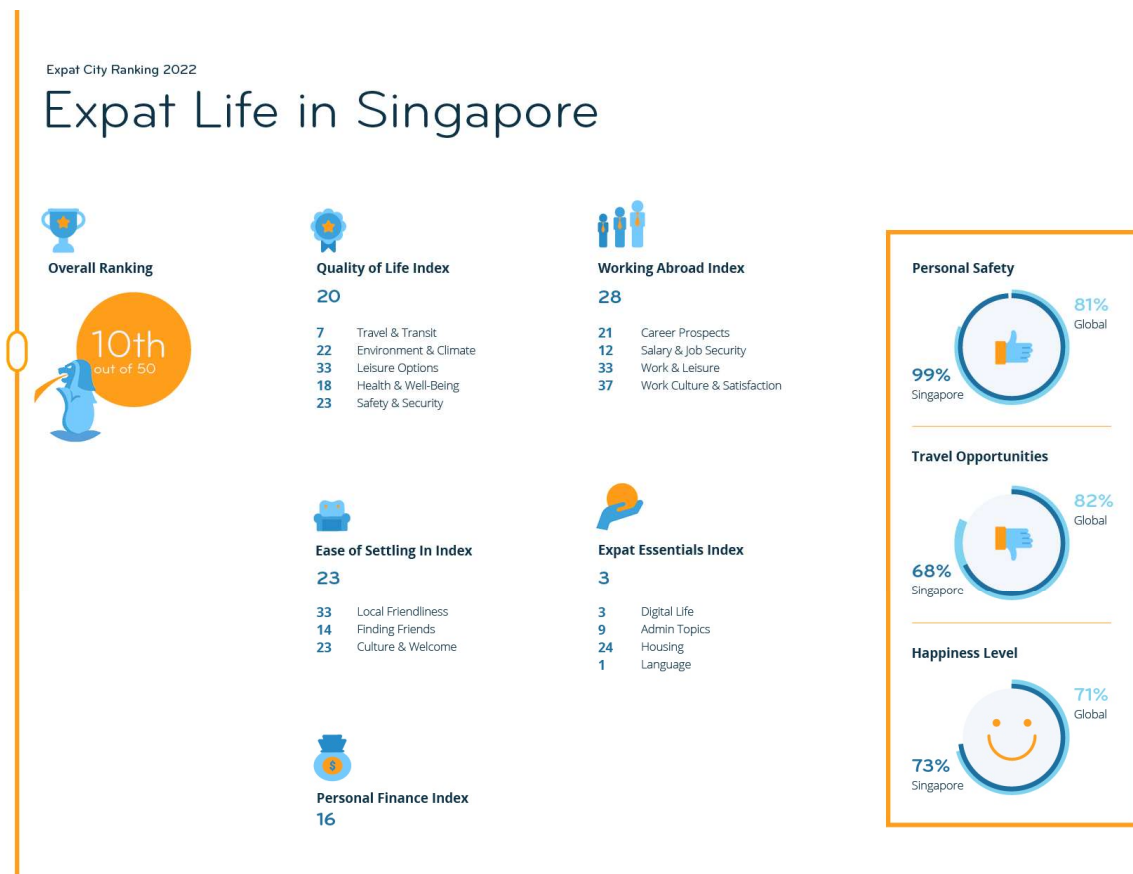 Expat City Ranking 2022
Expat Life in Singapore
Overall Ranking
10th
out of 50
Quality of Life Index
20
7 Travel & Transit
22 Environment & Climate
33 Leisure Options
18 Health & Well-Being
23 Safety & Security
Working Abroad Index
28
21 Career Prospects
12 Salary & Job Security
33 Work & Leisure
37 Work Culture & Satisfaction
Ease of Settling In Index
23
33 Local Friendliness
14 Finding Friends
23 Culture & Welcome
Expat Essentials Index
3
3 Digital Life
9 Admin Topics
24 Housing
1 Language
Personal Finance Index
$
16
Personal Safety
81%
Global
99%
Singapore
Travel Opportunities
82%
Global
68%
Singapore
Happiness Level
71%
Global
73%
Singapore